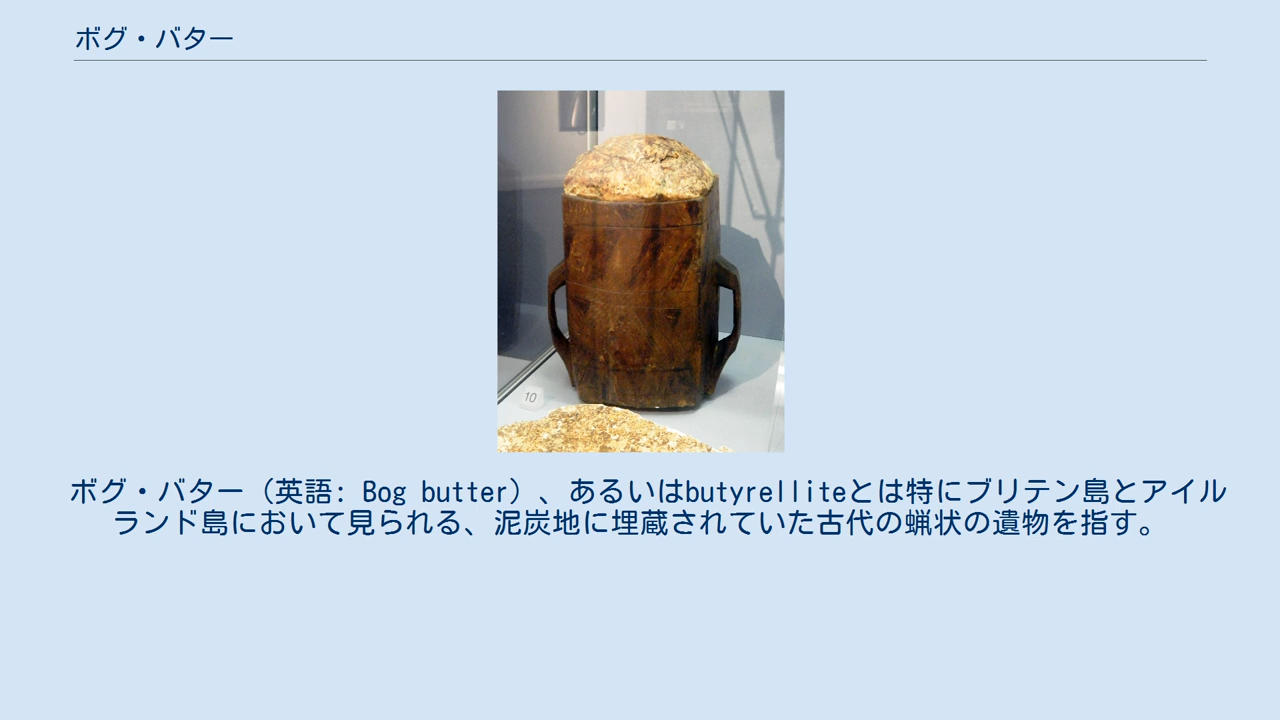 ボグ・バター
10
ボグ・バター（英語: Bog butter）、あるいはbutyrelliteとは特にブリテン島とアイル
ランド島において見られる、泥炭地に埋蔵されていた古代の蝋状の遺物を指す。